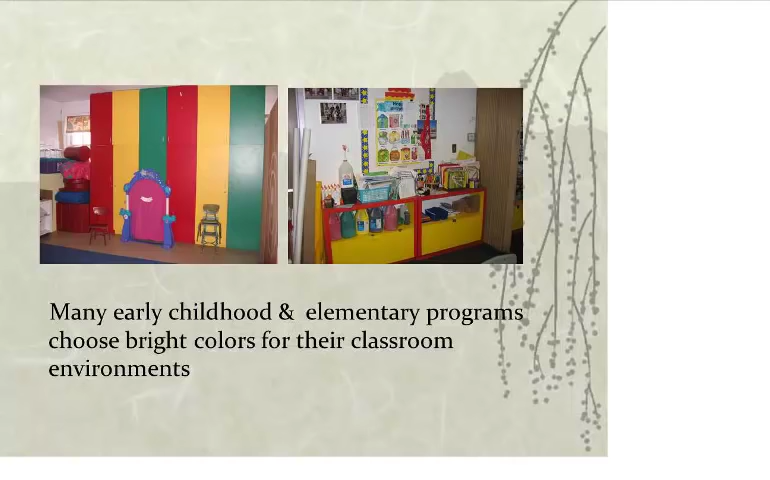 Many early childhood &  elementary programs
choose bright colors for their classroom
environments